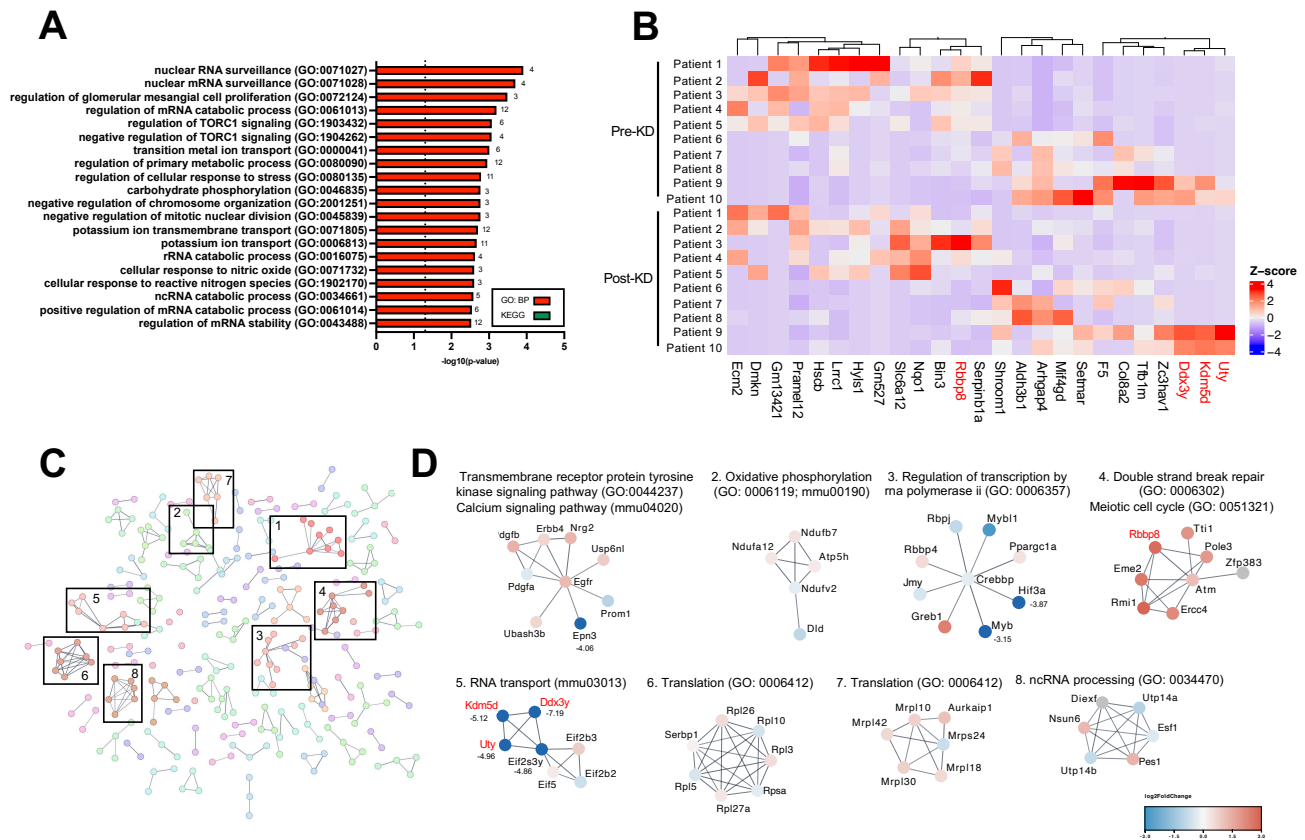 A
nuclear RNA surveillance (GO:0071027)
4
nuclear mRNA surveillance (GO:0071028)
4
regulation of glomerular mesangial cell proliferation (GO:0072124)
3
regulation of mRNA catabolic process (GO:0061013)
12
regulation of TORC1 signaling (GO:1903432)
6
negative regulation of TORC1 signaling (GO:1904262)
4
transition metal ion transport (GO:0000041)
6
regulation of primary metabolic process (GO:0080090)
12
regulation of cellular response to stress (GO:0080135)
11
carbohydrate phosphorylation (GO:0046835)
3
negative regulation of chromosome organization (GO:2001251)
3
negative regulation of mitotic nuclear division (GO:0045839)
3
potassium ion transmembrane transport (GO:0071805)
12
potassium ion transport (GO:0006813)
11
rRNA catabolic process (GO:0016075)
4
cellular response to nitric oxide (GO:0071732)
3
cellular response to reactive nitrogen species (GO:1902170)
3
ncRNA catabolic process (GO:0034661)
5
positive regulation of mRNA catabolic process (GO:0061014)
6
regulation of mRNA stability (GO:0043488)
12
GO: BP
KEGG
0 1 2 3 4 5
-log10(p-value)
B
Pre-KD
Patient 1
Patient 2
Patient 3
Patient 4
Patient 5
Patient 6
Patient 7
Patient 8
Patient 9
Patient 10
Post-KD
Patient 1
Patient 2
Patient 3
Patient 4
Patient 5
Patient 6
Patient 7
Patient 8
Patient 9
Patient 10
Ecm2
Dmkn
Gm13421
Pramel12
Hscb
Lrrc1
Hyls1
Gm527
Slc6a12
Nqo1
Bin3
Rbbp8
Serpinb1a
Shroom1
Aldh3b1
Arhgap4
Mif4gd
Setmar
F5
Col8a2
Tfb1m
Zc3hav1
Ddx3y
Kdm5d
Uty
Z-score
4
2
0
-2
-4
C
7
2
1
4
5
3
6
8
D
Transmembrane receptor protein tyrosine
kinase signaling pathway (GO:0044237)
Calcium signaling pathway (mmu04020)
dgfb
Erbb4
Nrg2
Usp6nl
Pdgfa
Egfr
Prom1
Ubash3b
Epn3
-4.06
2. Oxidative phosphorylation
(GO: 0006119; mmu00190)
Ndufb7
Ndufa12
Atp5h
Ndufv2
Dld
3. Regulation of transcription by
rna polymerase ii (GO: 0006357)
Rbpj
Mybl1
Rbbp4
Ppargc1a
Crebbp
Jmy
Hif3a
-3.87
Greb1
Myb
-3.15
4. Double strand break repair
(GO: 0006302)
Meiotic cell cycle (GO: 0051321)
Rbbp8
Tti1
Pole3
Eme2
Zfp383
Atm
Rmi1
Ercc4
5. RNA transport (mmu03013)
Kdm5d
-5.12
Ddx3y
-7.19
Uty
-4.96
Eif2b3
Eif2s3y
-4.86
Eif5
Eif2b2
6. Translation (GO: 0006412)
Rpl26
Rpl10
Serbp1
Rpl3
Rpl5
Rpsa
Rpl27a
7. Translation (GO: 0006412)
Mrpl10
Aurkaip1
Mrpl42
Mrps24
Mrpl30
Mrpl18
8. ncRNA processing (GO: 0034470)
Diexf
Utp14a
Nsun6
Esf1
Utp14b
Pes1
log2FoldChange
-3.0 -1.5 0.0 1.5 3.0